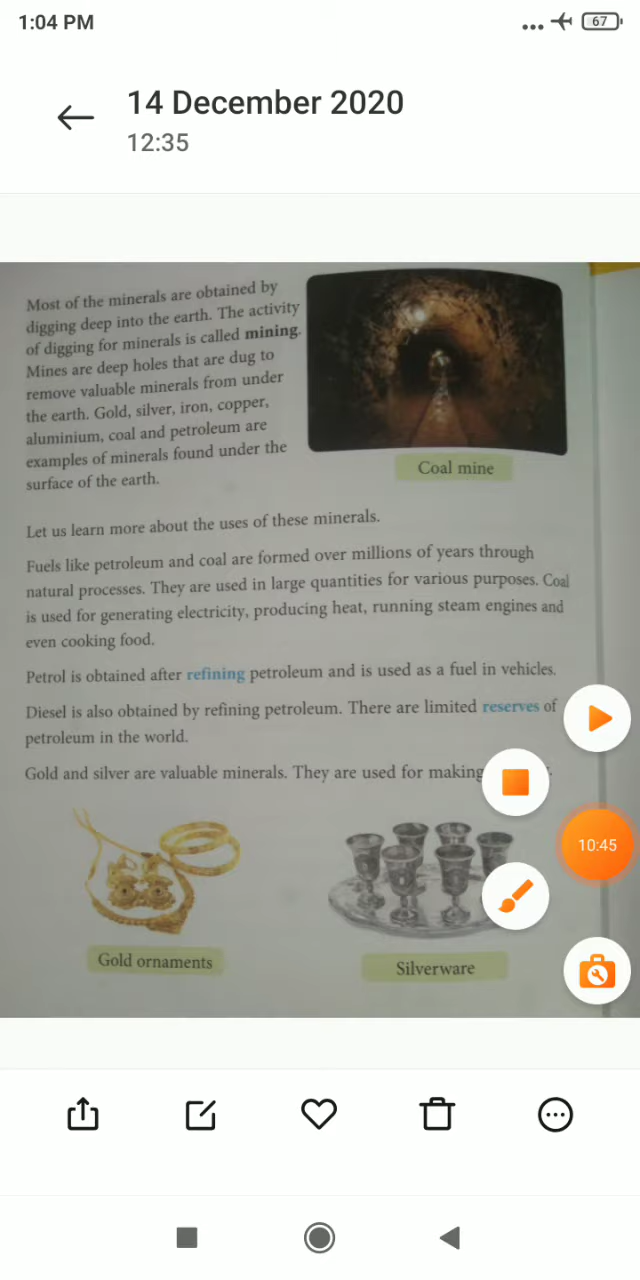 1:04 PM
67
14 December 2020
12:35
Most of the minerals are obtained by
digging deep into the earth. The activity
of digging for minerals is called mining.
Mines are deep holes that are dug to
remove valuable minerals from under
the earth. Gold, silver, iron, copper,
aluminium, coal and petroleum are
examples of minerals found under the
surface of the earth.
Coal mine
Let us learn more about the uses of these minerals.
Fuels like petroleum and coal are formed over millions of years through
natural processes. They are used in large quantities for various purposes. Coal
is used for generating electricity, producing heat, running steam engines and
even cooking food.
Petrol is obtained after refining petroleum and is used as a fuel in vehicles.
Diesel is also obtained by refining petroleum. There are limited reserves of
petroleum in the world.
Gold and silver are valuable minerals. They are used for making
10:45
Gold ornaments
Silverware